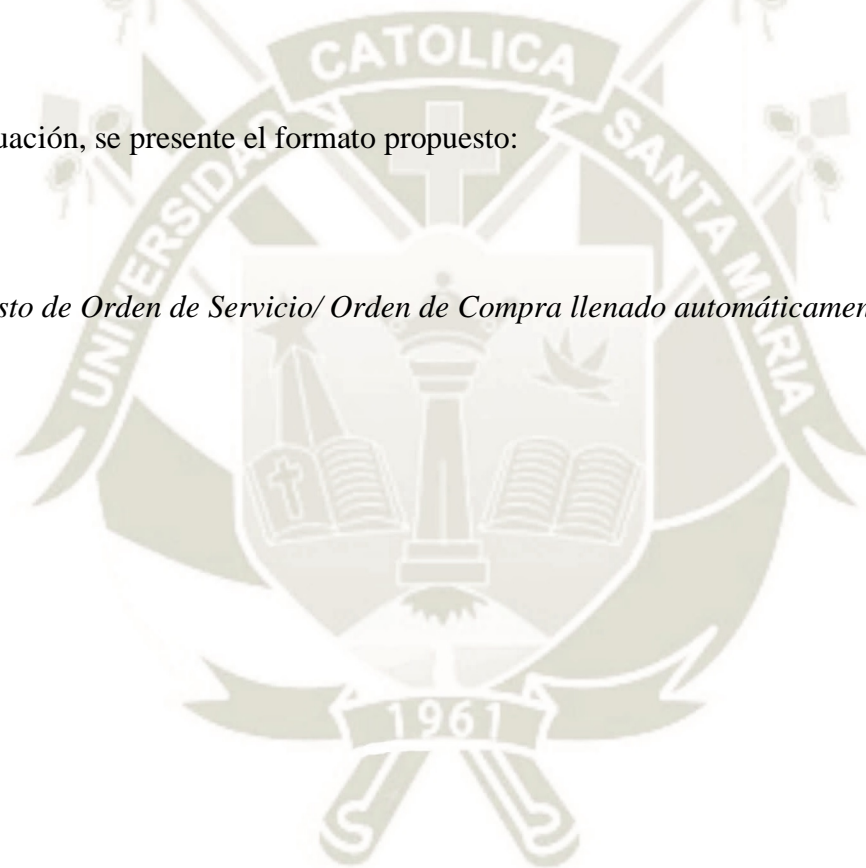 CATOLICA
uación, se presente el formato propuesto:
UNIVERSIDAD
SANTA MARIA
sto de Orden de Servicio/ Orden de Compra llenado automáticamen
1961